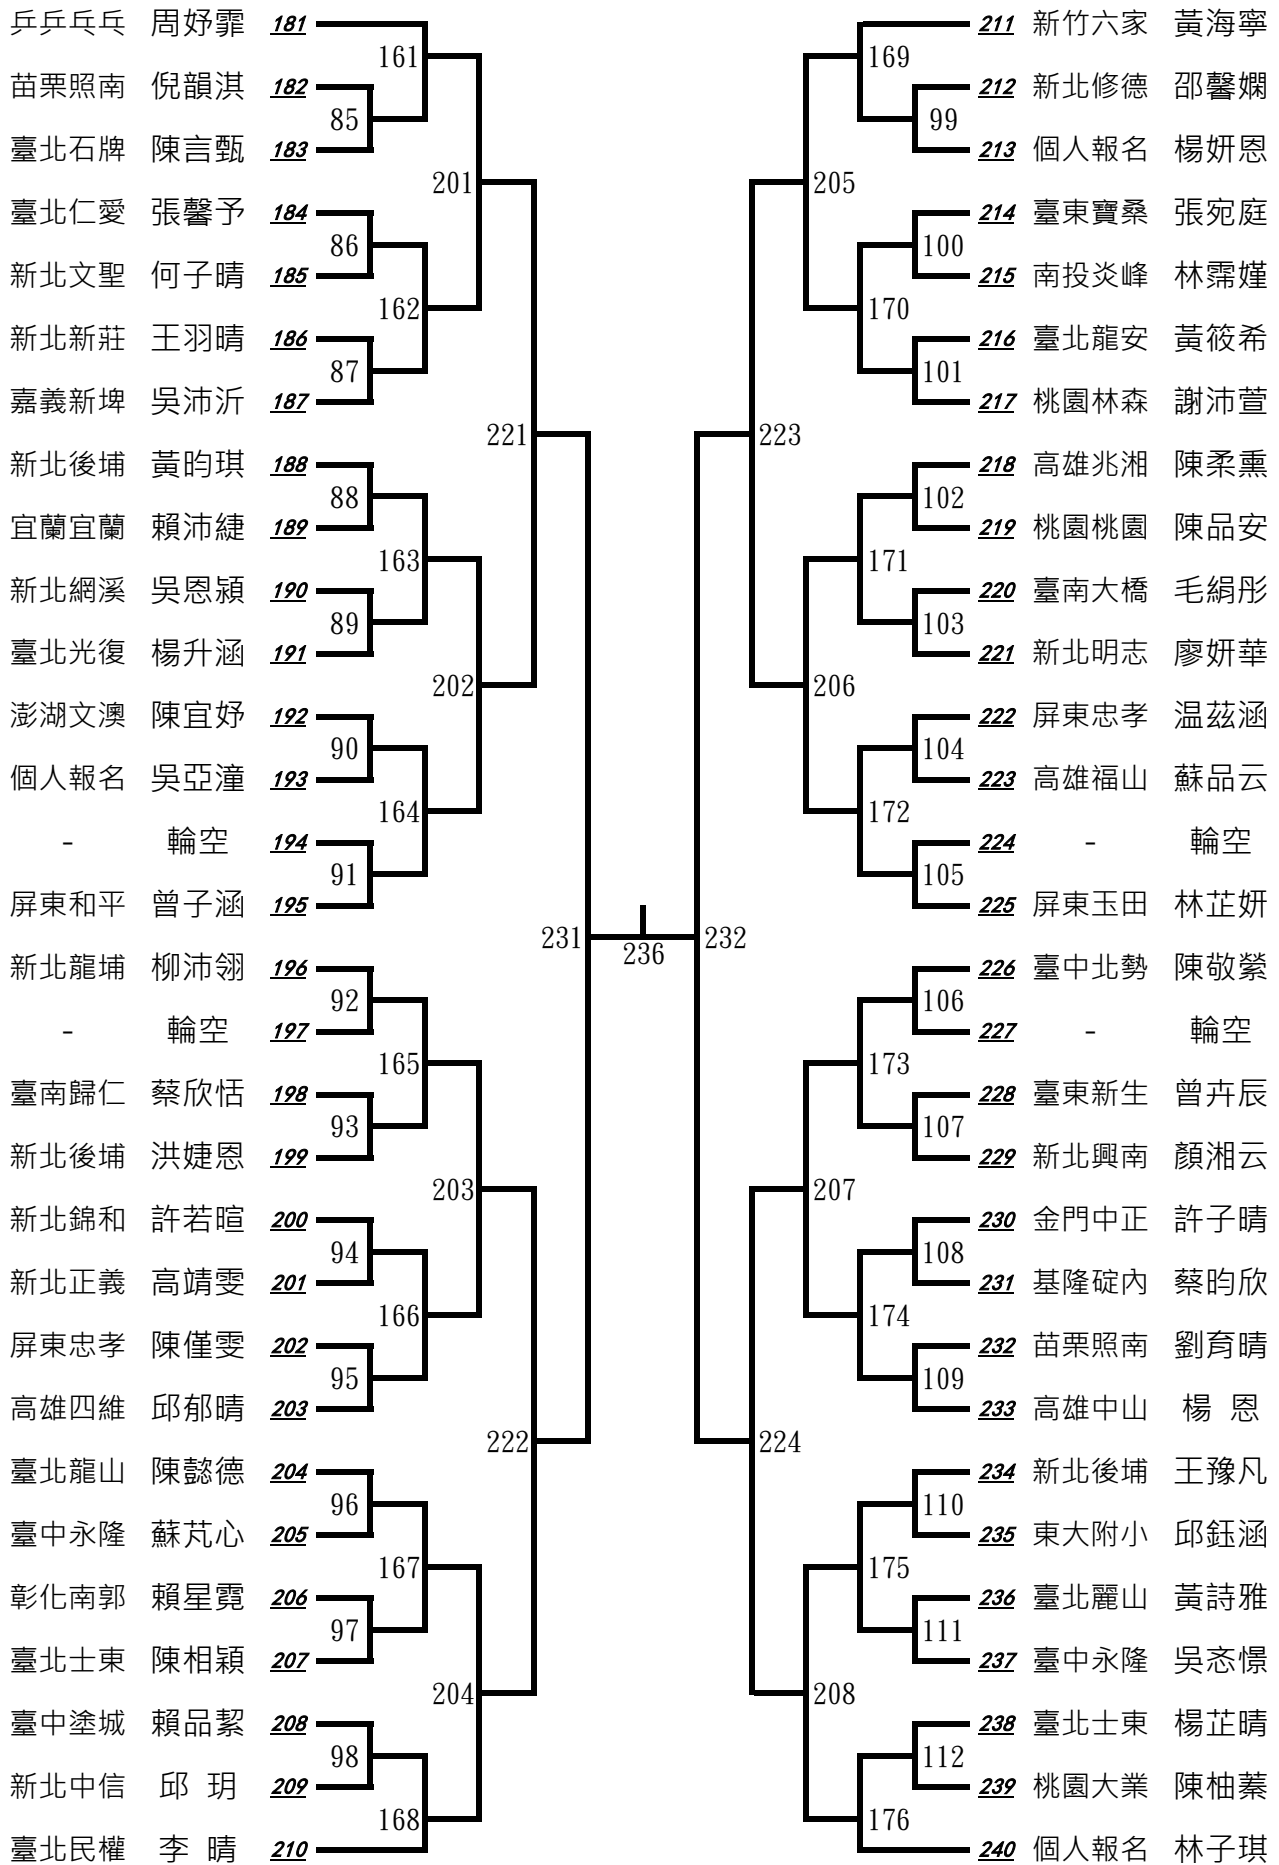 乒乒乓乓 周妤霏 181
161
苗栗照南 倪韻淇 182
85
臺北石牌 陳言甄 183
201
臺北仁愛 張馨予 184
86
新北文聖 何子晴 185
162
新北新莊 王羽晴 186
87
嘉義新埤 吳沛沂 187
221
新北後埔 黃昀琪 188
88
宜蘭宜蘭 賴沛緁 189
163
新北網溪 吳恩潁 190
89
臺北光復 楊升涵 191
202
澎湖文澳 陳宜妤 192
90
個人報名 吳亞潼 193
164
- 輪空 194
91
屏東和平 曾子涵 195
231
新北龍埔 柳沛翎 196
92
- 輪空 197
165
臺南歸仁 蔡欣恬 198
93
新北後埔 洪婕恩 199
203
新北錦和 許若暄 200
94
新北正義 高靖雯 201
166
屏東忠孝 陳僅雯 202
95
高雄四維 邱郁晴 203
222
臺北龍山 陳懿德 204
96
臺中永隆 蘇芃心 205
167
彰化南郭 賴星霓 206
97
臺北士東 陳相穎 207
204
臺中塗城 賴品絜 208
98
新北中信 邱 玥 209
168
臺北民權 李 晴 210
236
211 新竹六家 黃海寧
169
212 新北修德 邵馨嫻
99
213 個人報名 楊妍恩
205
214 臺東寶桑 張宛庭
100
215 南投炎峰 林霈嫤
170
216 臺北龍安 黃筱希
101
217 桃園林森 謝沛萱
223
218 高雄兆湘 陳柔熏
102
219 桃園桃園 陳品安
171
220 臺南大橋 毛絹彤
103
221 新北明志 廖妍華
206
222 屏東忠孝 温茲涵
104
223 高雄福山 蘇品云
172
224 - 輪空
105
225 屏東玉田 林芷妍
232
226 臺中北勢 陳敬縈
106
227 - 輪空
173
228 臺東新生 曾卉辰
107
229 新北興南 顏湘云
207
230 金門中正 許子晴
108
231 基隆碇內 蔡昀欣
174
232 苗栗照南 劉育晴
109
233 高雄中山 楊 恩
224
234 新北後埔 王豫凡
110
235 東大附小 邱鈺涵
175
236 臺北麗山 黃詩雅
111
237 臺中永隆 吳忞憬
208
238 臺北士東 楊芷晴
112
239 桃園大業 陳柚蓁
176
240 個人報名 林子琪